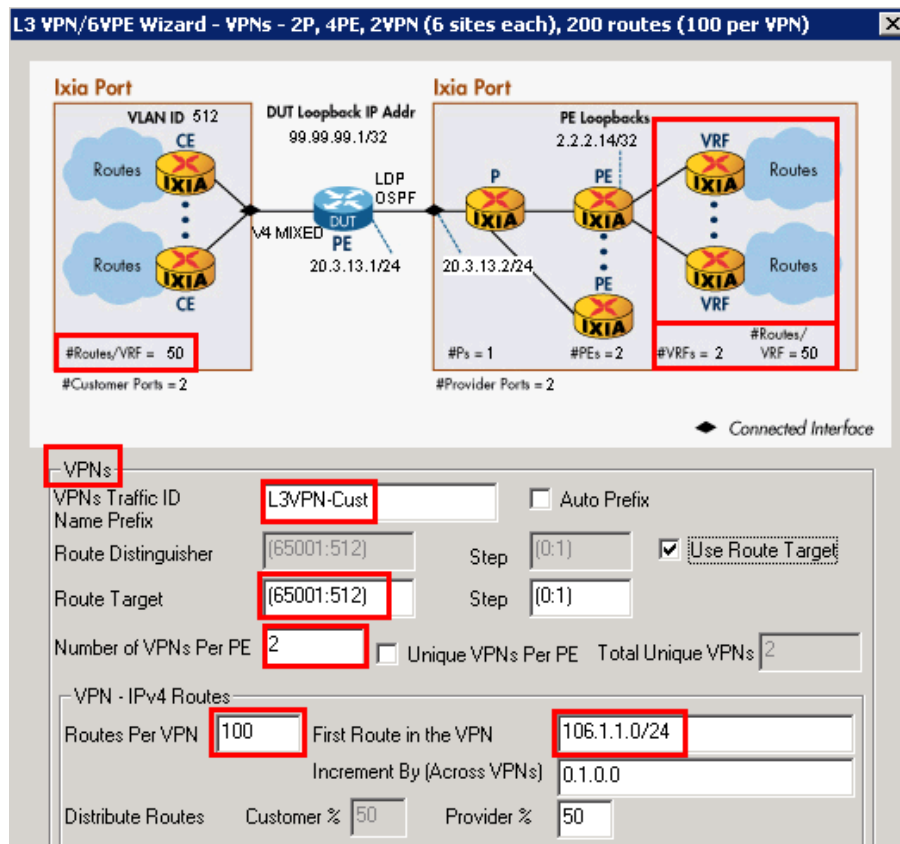 L3 VPN/6VPE Wizard - VPNs - 2P, 4PE, 2VPN (6 sites each), 200 routes (100 per VPN)
Ixia Port
Ixia Port
VLAN ID 512
DUT Loopback IP Addr
99.99.99.1/32
PE Loopbacks
2.2.2.14/32
CE
VRF
Routes
IXIA
LDP
OSPF
P
PE
IXIA
Routes
DUT
IXIA
IXIA
V4 MIXED
PE
Routes
IXIA
20.3.13.1/24
20.3.13.2/24
IXIA
Routes
CE
PE
VRF
IXIA
#Routes/VRF = 50
#Ps = 1
#PEs = 2
#VRFs = 2
#Routes/
VRF = 50
#Customer Ports = 2
#Provider Ports = 2
Connected Interface
VPNs
VPNs Traffic ID
Name Prefix
L3VPN-Cust
Auto Prefix
Route Distinguisher
(65001:512)
Step
(0:1)
Use Route Target
Route Target
(65001:512)
Step
(0:1)
Number of VPNs Per PE
2
Unique VPNs Per PE
Total Unique VPNs
2
VPN - IPv4 Routes
Routes Per VPN
100
First Route in the VPN
106.1.1.0/24
Increment By (Across VPNs)
0.1.0.0
Distribute Routes
Customer %
50
Provider %
50